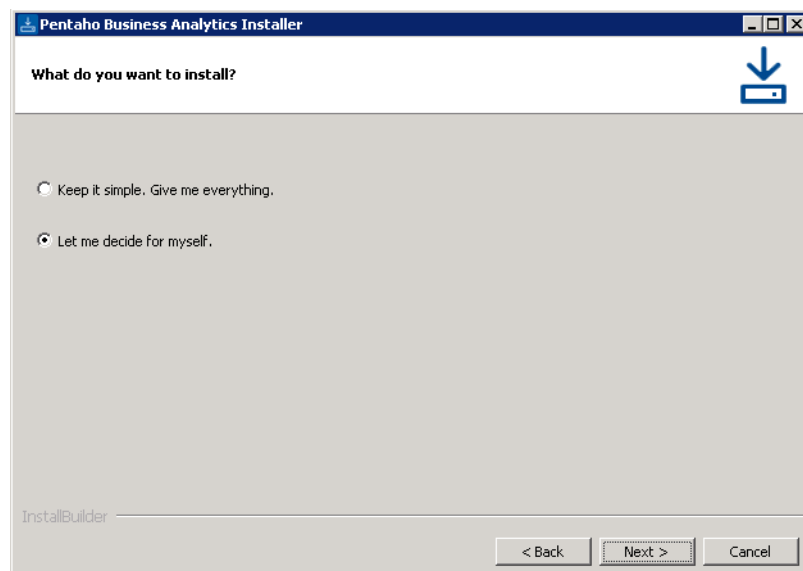 Pentaho Business Analytics Installer
What do you want to install?
Keep it simple. Give me everything.
Let me decide for myself.
InstallBuilder
< Back
Next >
Cancel